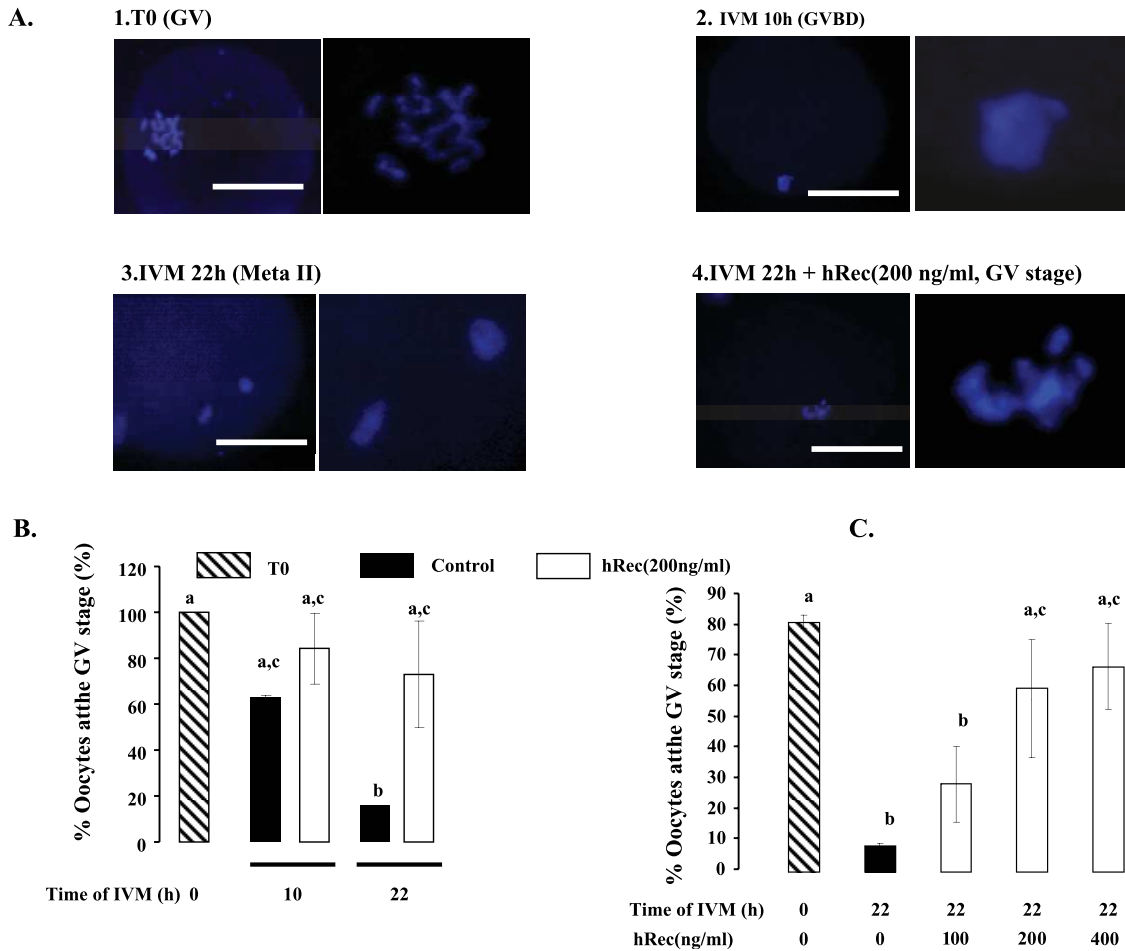 A.
1.T0 (GV)
2. IVM 10h (GVBD)
3.IVM 22h (Meta II)
4.IVM 22h + hRec(200 ng/ml, GV stage)
B.
% Oocytes atthe GV stage (%)
120
100
80
60
40
20
0
T0
Control
hRec(200ng/ml)
a
a,c
a,c
b
a,c
Time of IVM (h) 0 10 22
C.
% Oocytes atthe GV stage (%)
90
80
70
60
50
40
30
20
10
0
a
b
b
a,c
a,c
Time of IVM (h) 0 22 22 22 22
hRec(ng/ml) 0 0 100 200 400